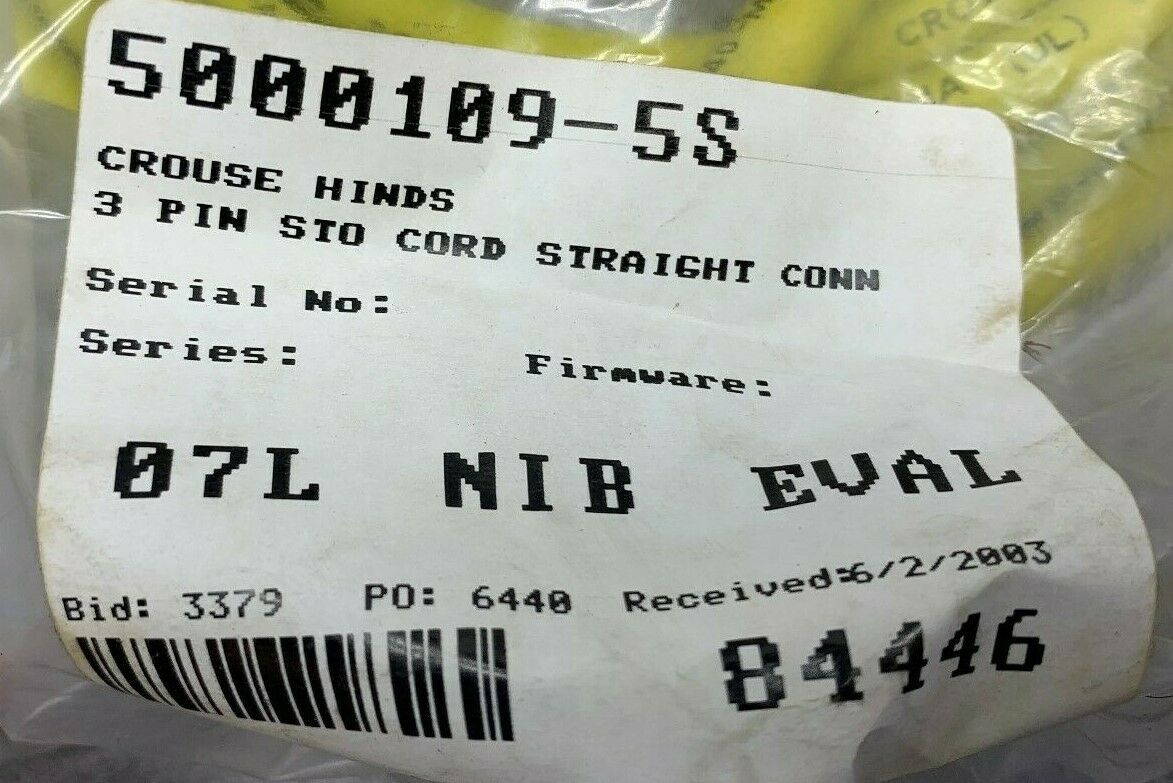 5000109-5S
CROUSE HINDS
3 PIN STO CORD STRAIGHT CONN
Serial No:
Series: Firmware:
07L NIB EVAL
Bid: 3379 PO: 6440 Received:6/2/2003
84446
(UL)